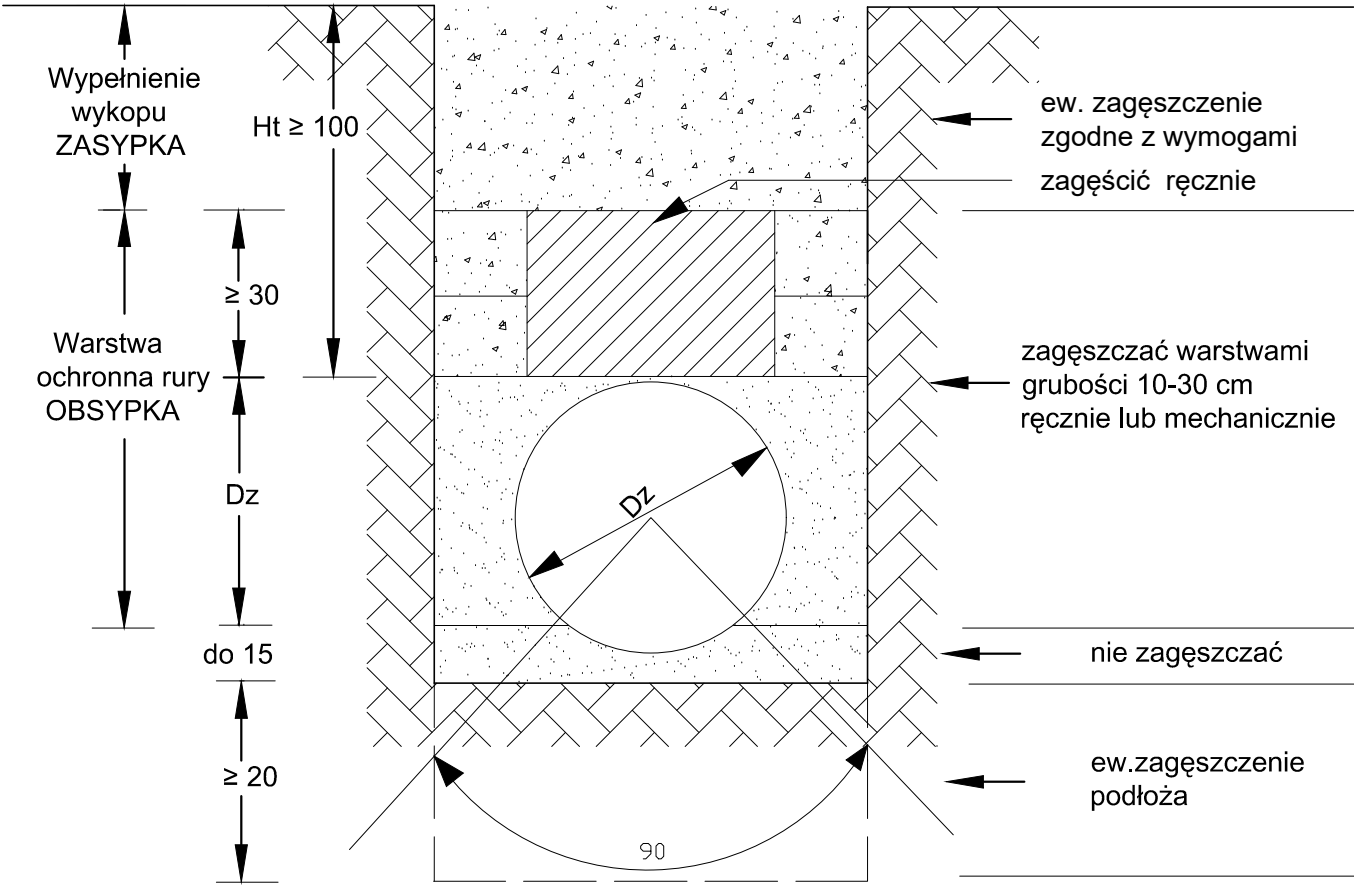 Wypełnienie
wykopu
ZASYPKA
Ht ≥ 100
≥ 30
Warstwa
ochronna rury
OBSYPKA
Dz
do 15
≥ 20
Dz
90
ew. zagęszczenie
zgodne z wymogami
zagęścić ręcznie
zagęszczać warstwami
grubości 10-30 cm
ręcznie lub mechanicznie
nie zagęszczać
ew.zagęszczenie
podłoża